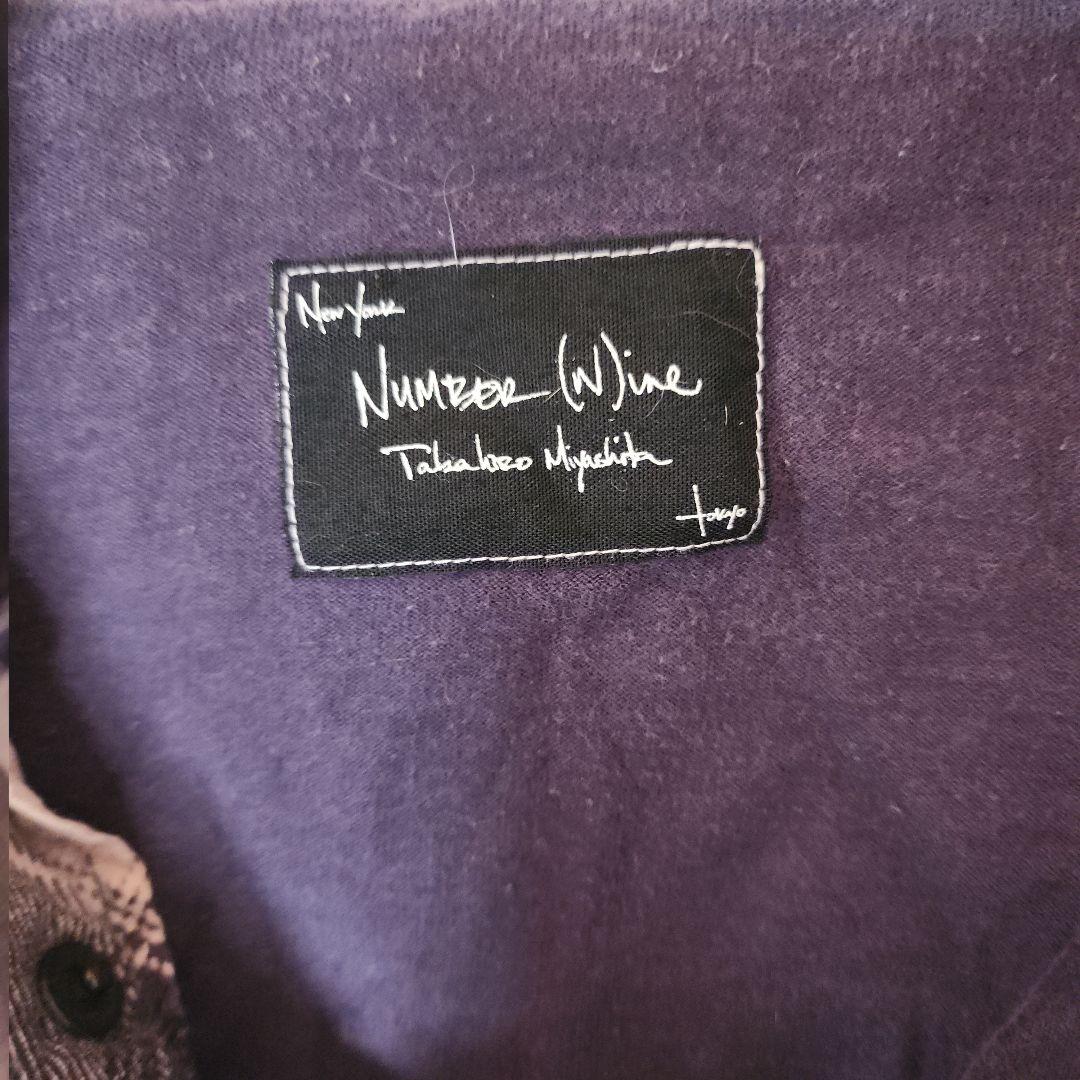 New York
NUMBER (N)ine
Takahiro Miyashita
tokyo